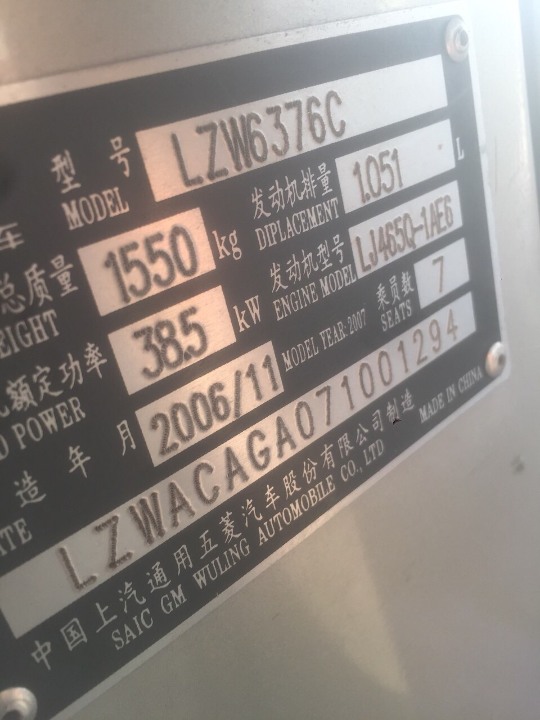 车型号 LZW6376C
MODEL
总质量 1550 kg 发动机排量 1.051 L
EIGHT DIPLACEMENT
额定功率 38.5 kW 发动机型号 LJ465Q-1AE6
D POWER ENGINE MODEL
造年月 2006/11 MODEL YEAR:2007 乘员数 7
ATE SEATS
LZWACAGA071001294
中国上汽通用五菱汽车股份有限公司制造
SAIC GM WULING AUTOMOBILE CO., LTD MADE IN CHINA